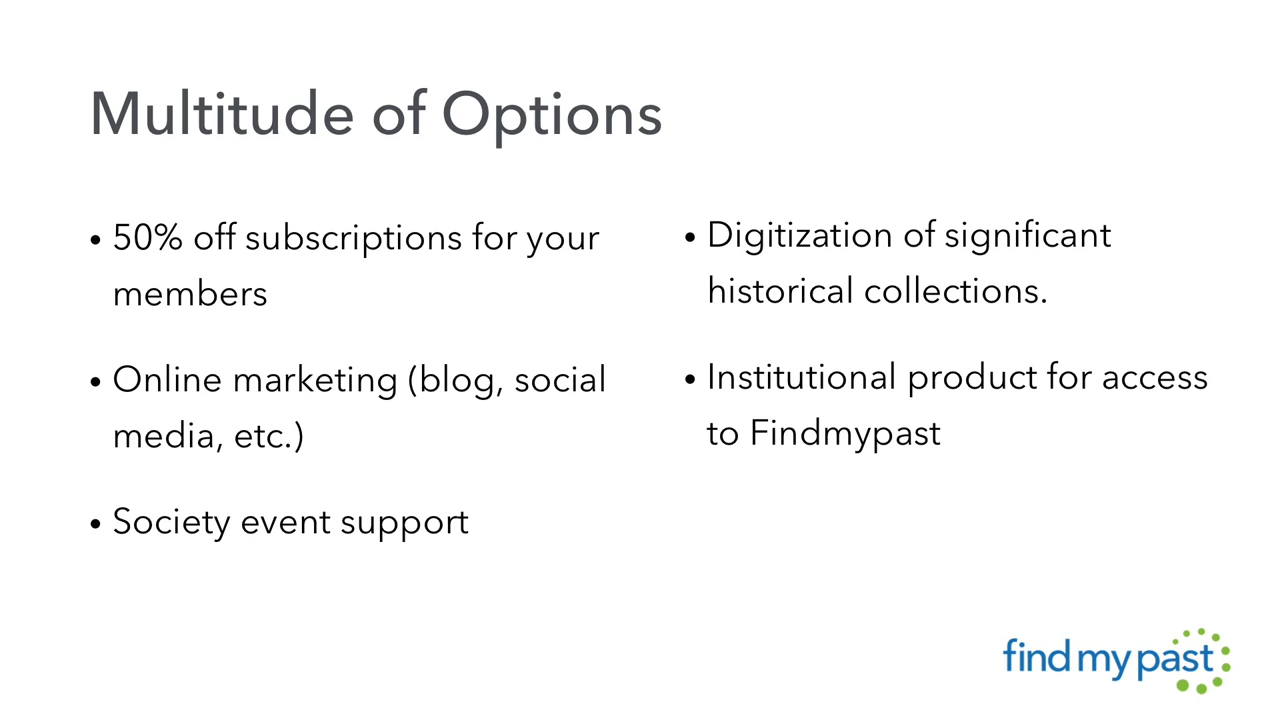 Multitude of Options
• 50% off subscriptions for your
members
• Online marketing (blog, social
media, etc.)
• Society event support
• Digitization of significant
historical collections.
• Institutional product for access
to Findmypast
findmypast